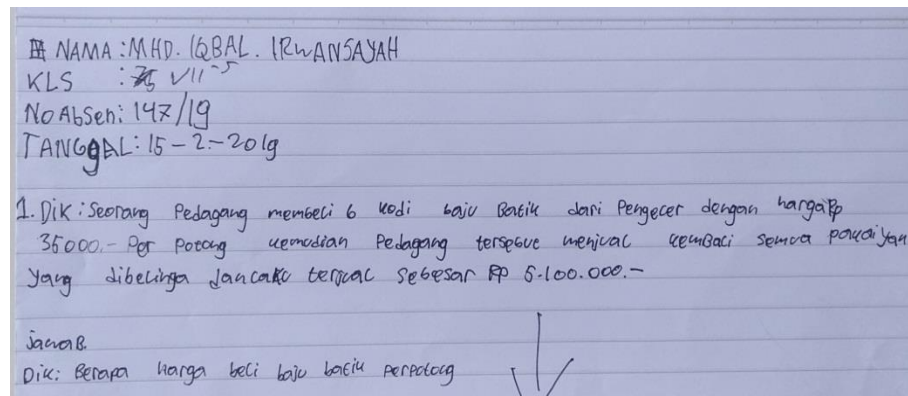 NAMA : MHD. IQBAL. IRWANSAYAH
KLS : VII-5
No Absen: 147/19
TANGgAL: 15 - 2 - 2019
1. Dik : Seorang Pedagang membeli 6 kodi baju Batik dari Pengecer dengan harga Rp
35000.- Per Potong kemudian Pedagang tersebut menjual kembali semua pakaiyan
yang dibelinga dan terjual sebesar Rp 5.100.000.-
jawaB.
Dik: Berapa harga beli baju batik perpotong